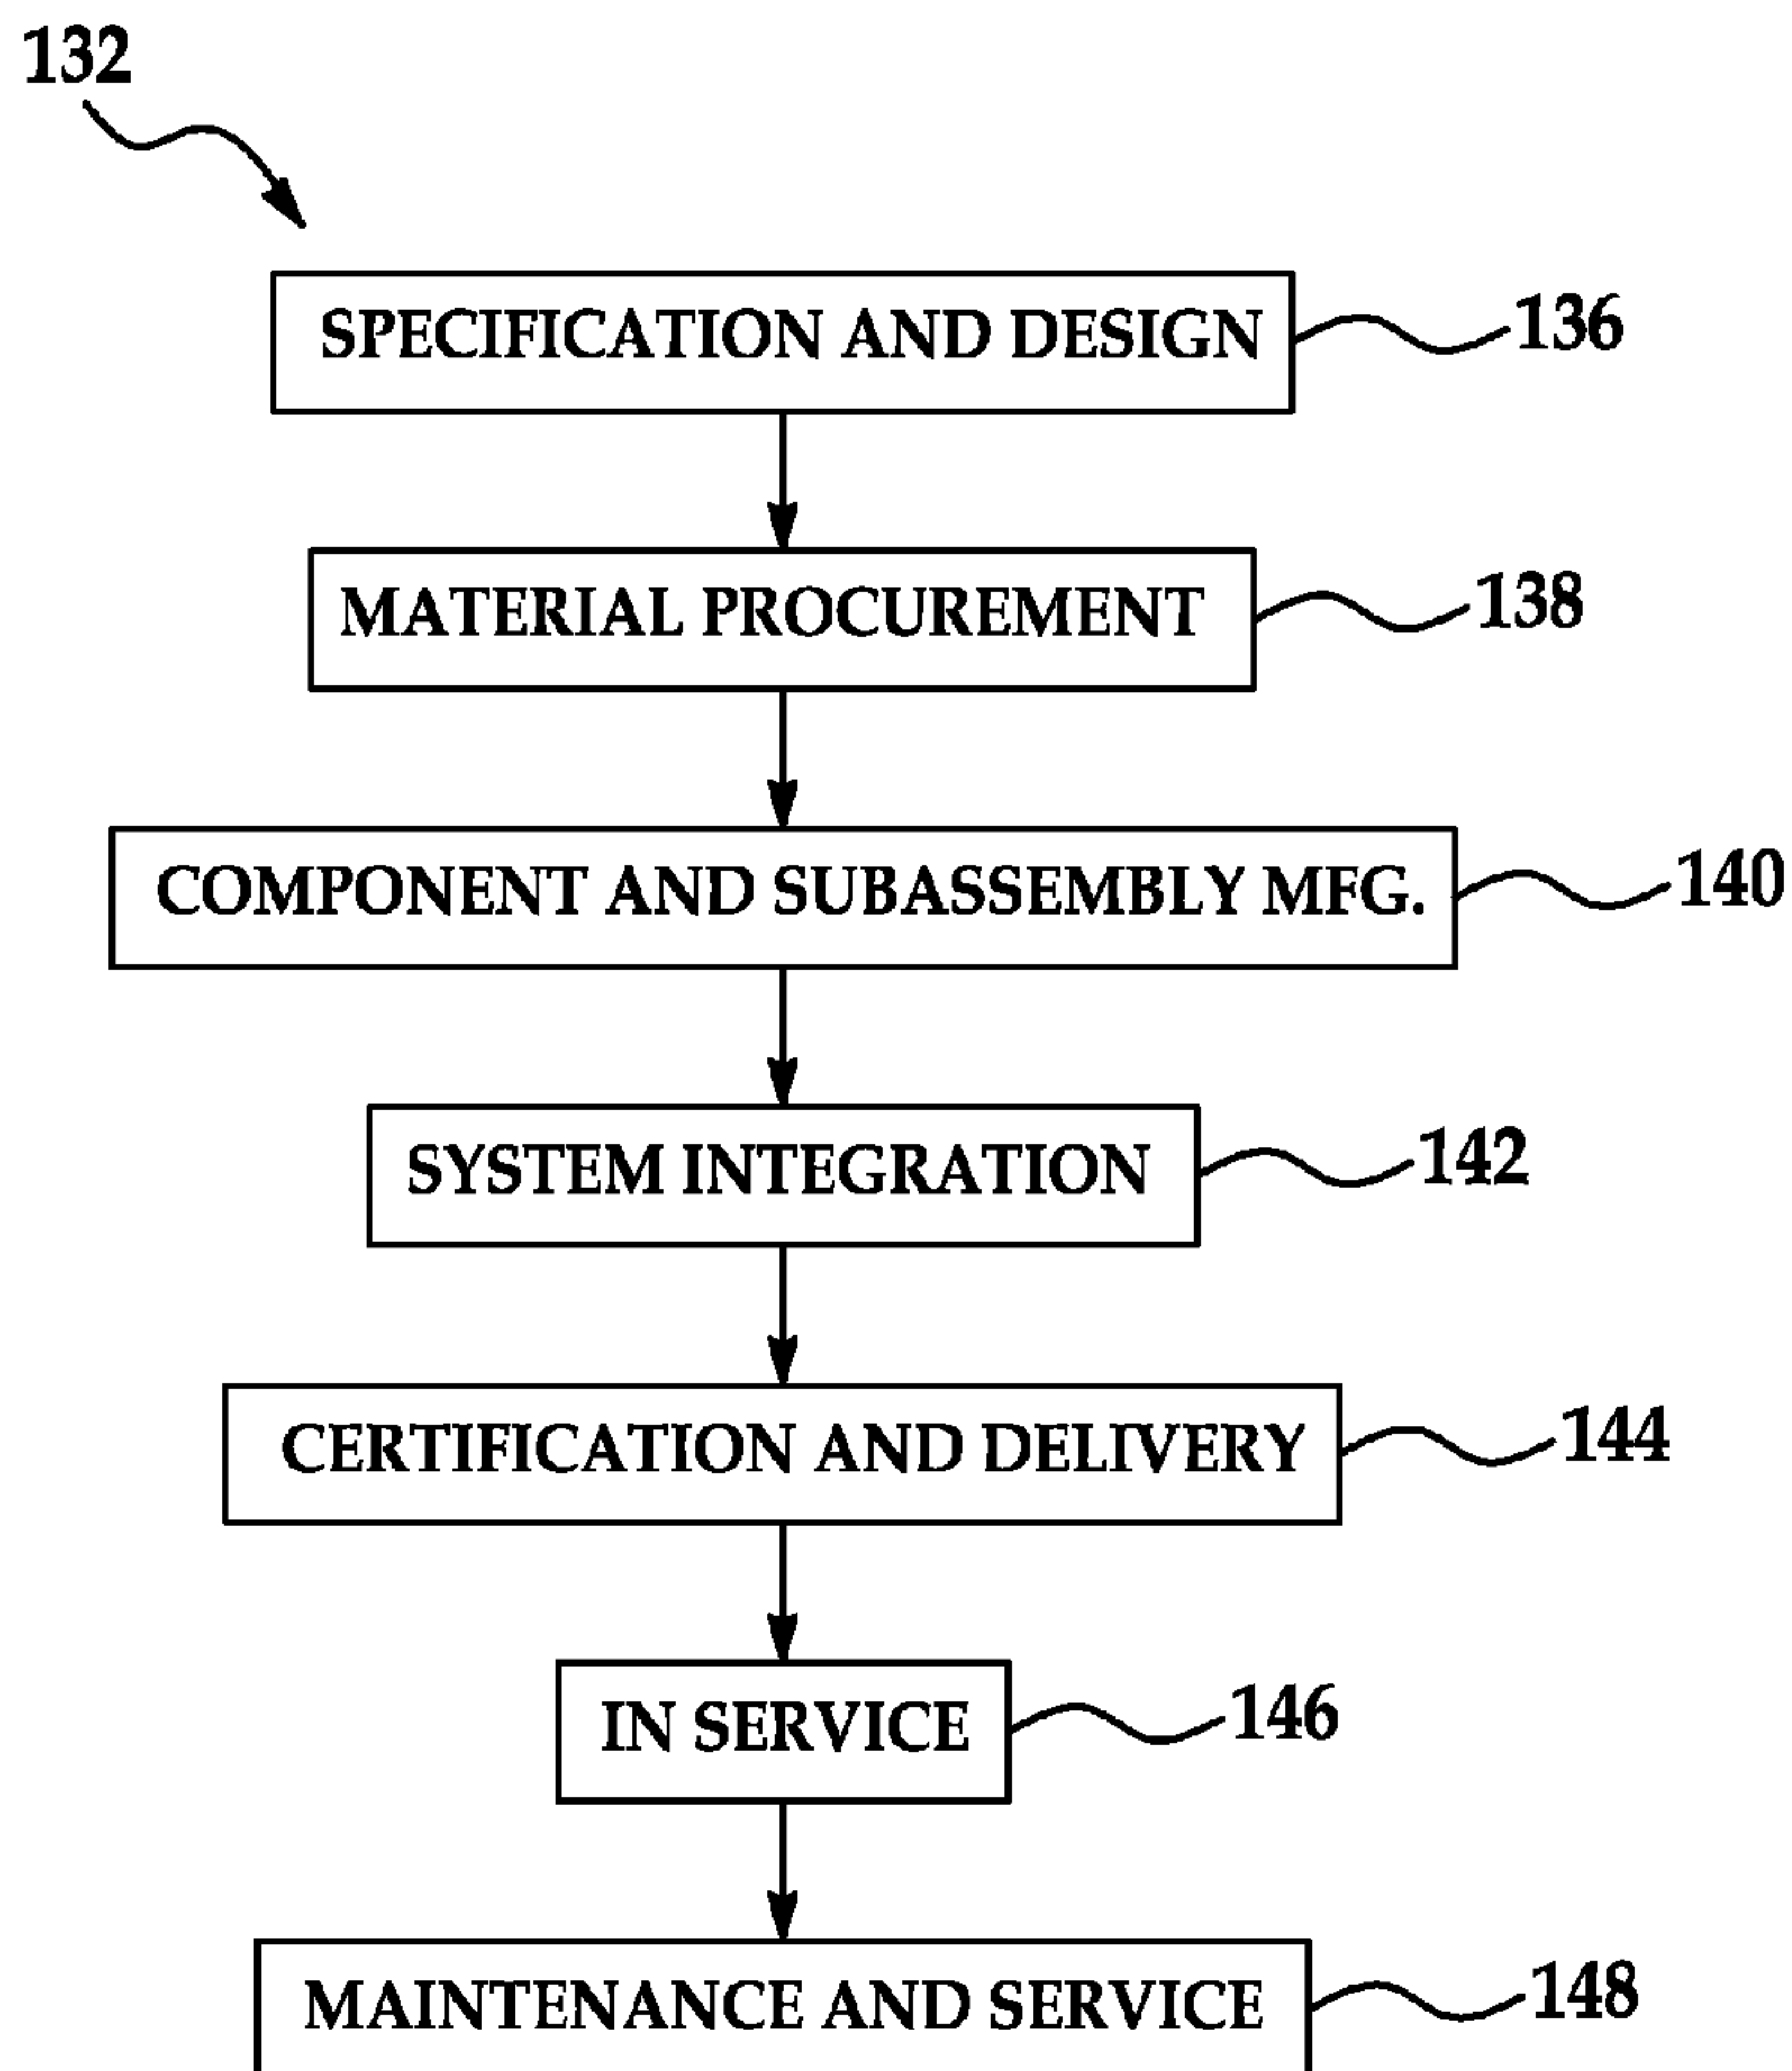 132
SPECIFICATION AND DESIGN 136
MATERIAL PROCUREMENT 138
COMPONENT AND SUBASSEMBLY MFG. 140
SYSTEM INTEGRATION 142
CERTIFICATION AND DELIVERY 144
IN SERVICE 146
MAINTENANCE AND SERVICE 148